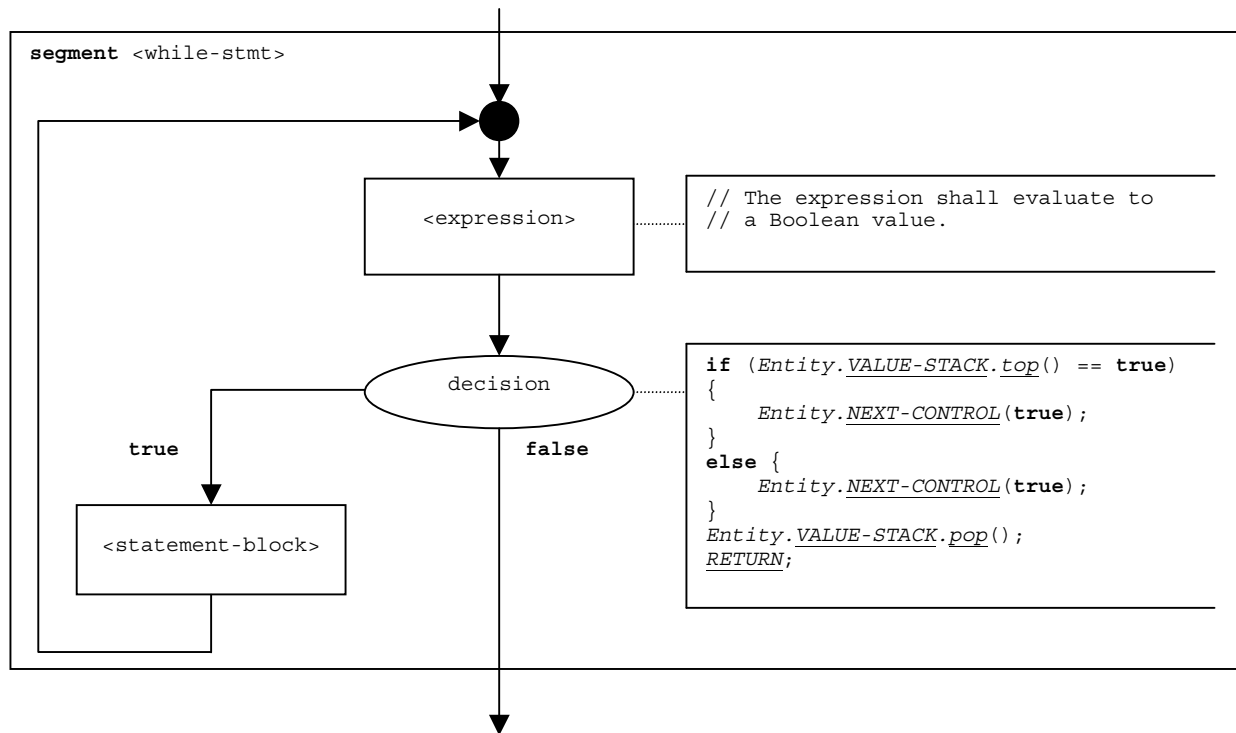 segment <while-stmt>
<expression>
// The expression shall evaluate to
// a Boolean value.
decision
true
false
<statement-block>
if (Entity.VALUE-STACK.top() == true)
{
    Entity.NEXT-CONTROL(true);
}
else {
    Entity.NEXT-CONTROL(true);
}
Entity.VALUE-STACK.pop();
RETURN;